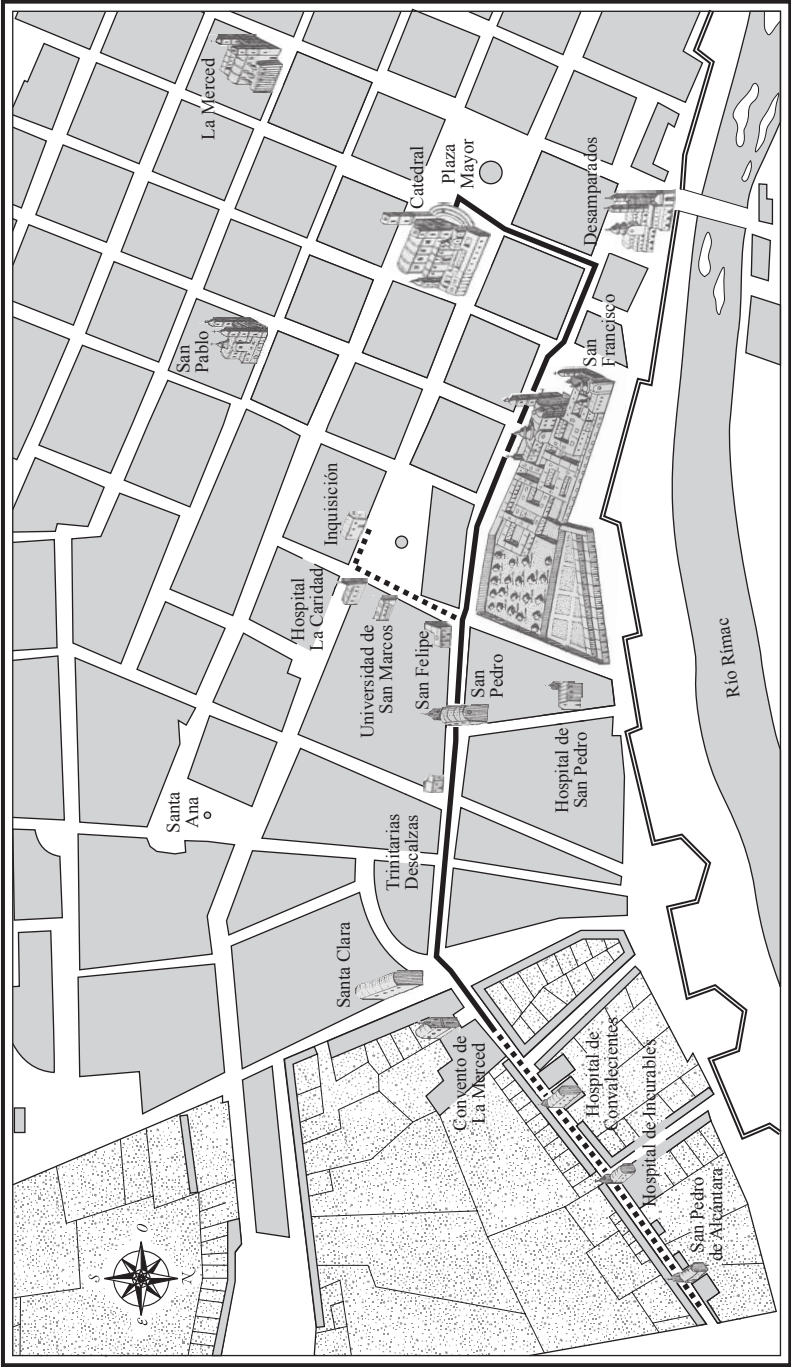 La Merced
Catedral
Plaza
Mayor
Desamparados
San
Pablo
San
Francisco
Inquisición
Hospital
La Caridad
Universidad de
San Marcos
San Felipe
San
Pedro
Hospital de
San Pedro
Río Rímac
Santa
Ana
Trinitarias
Descalzas
Santa Clara
Convento de
La Merced
Hospital de
Convalecientes
Hospital de Incurables
San Pedro
de Alcantara
S
O
E
N